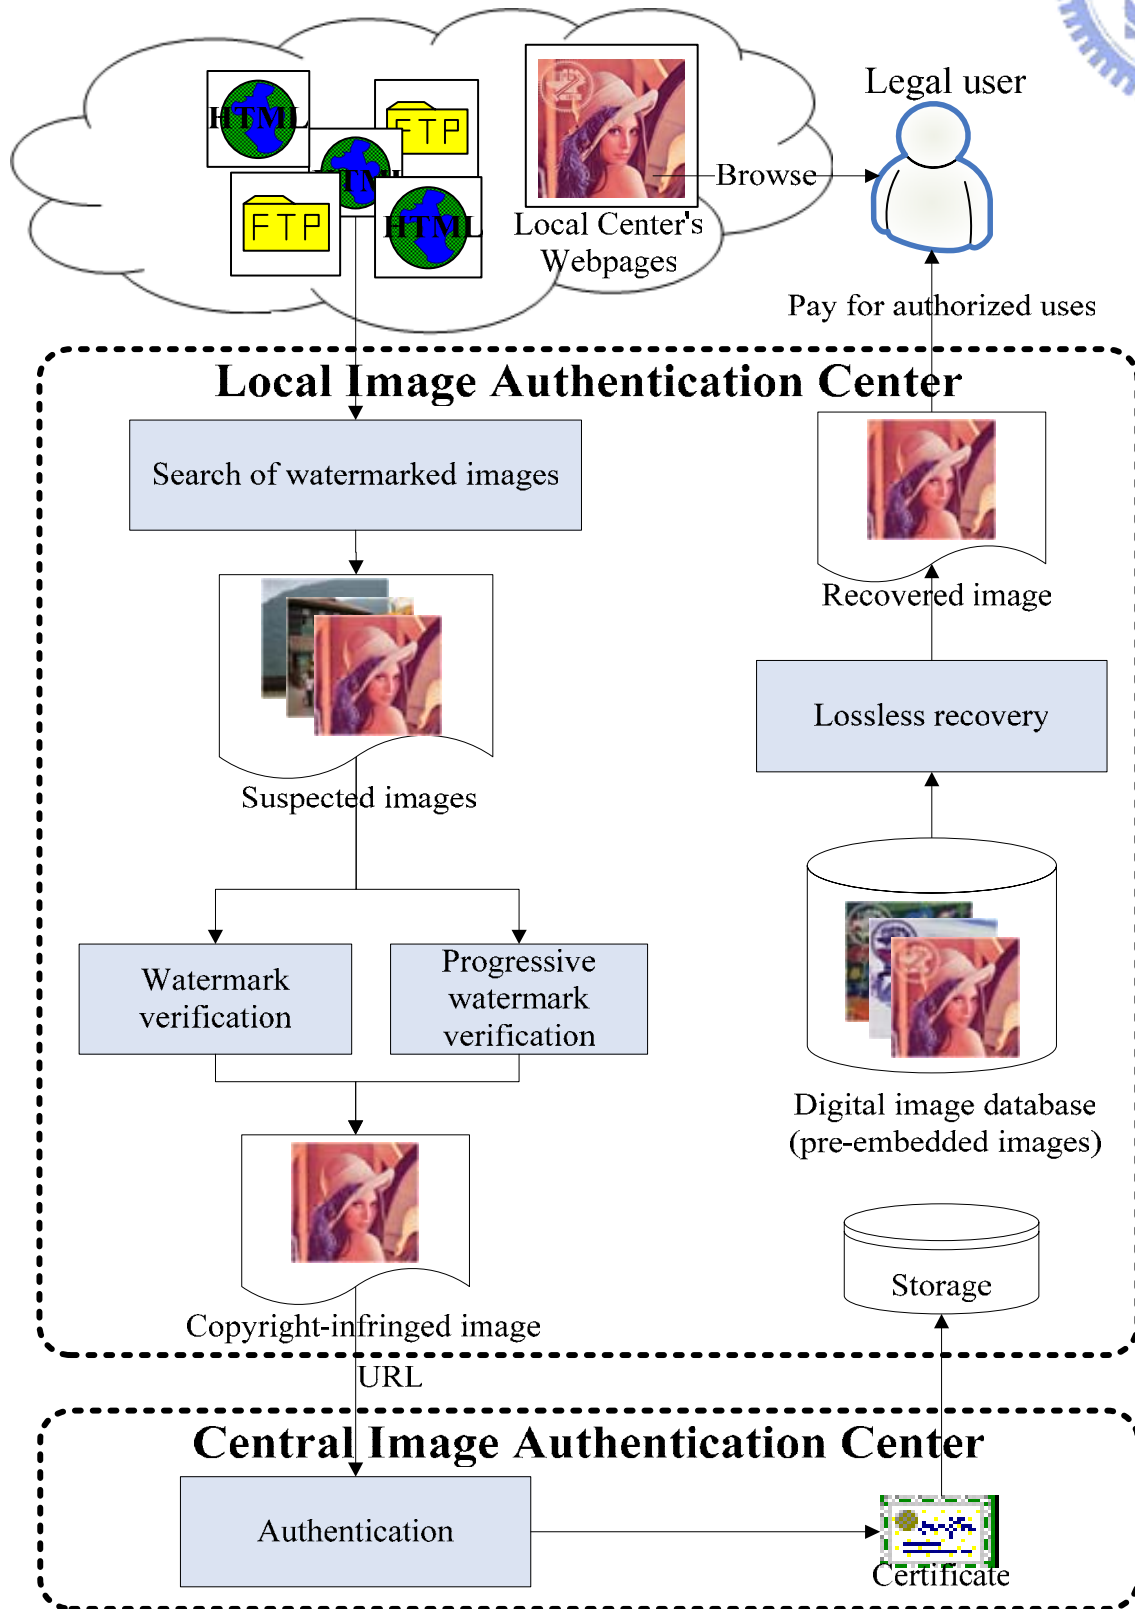 HTML
FTP
HTML
FTP
HTML
Local Center's
Webpages
Browse
Legal user
Pay for authorized uses
Local Image Authentication Center
Search of watermarked images
Suspected images
Watermark
verification
Progressive
watermark
verification
Copyright-infringed image
URL
Recovered image
Lossless recovery
Digital image database
(pre-embedded images)
Storage
Central Image Authentication Center
Authentication
Certificate